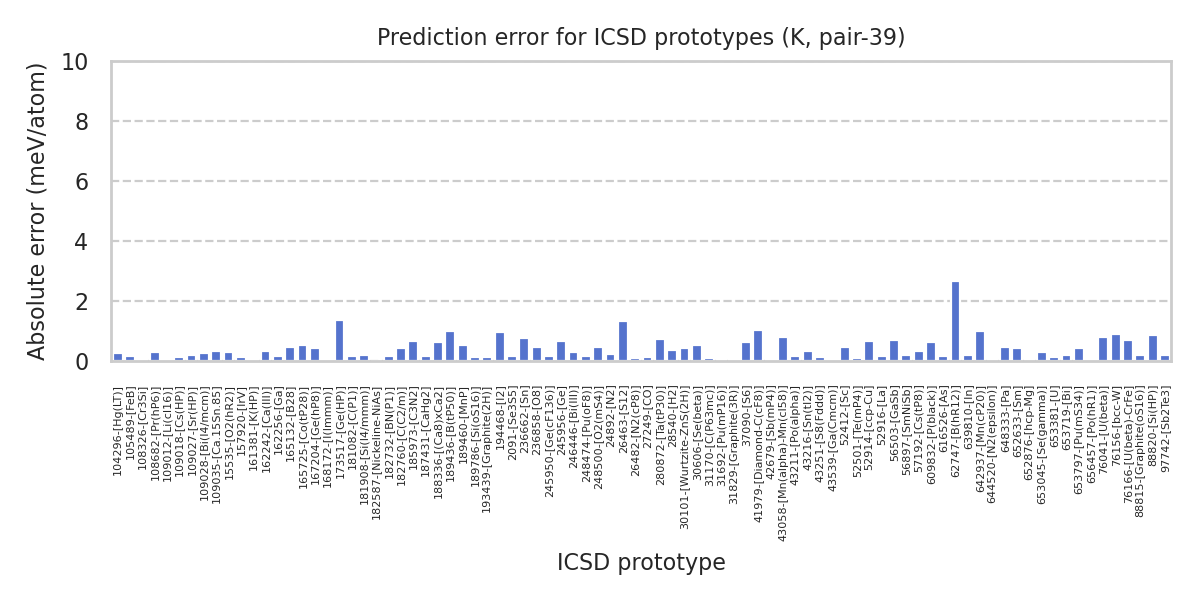 Prediction error for ICSD prototypes (K, pair-39)
Absolute error (meV/atom)
10
8
6
4
2
0
104296-[Hg(LT)]
105489-[FeB]
108326-[Cr3Si]
108682-[Pr(hP6)]
109012-[Li(cI16)]
109018-[Cs(HP)]
109027-[Sr(HP)]
109028-[Bi(I4/mcm)]
109035-[Ca.15Sn.85]
15535-[O2(hR2)]
157920-[IrV]
161381-[K(HP)]
162242-[Ca(III)]
162256-[Ga]
165132-[B28]
165725-[Co(tP28)]
167204-[Ge(hP8)]
168172-[I(Immm)]
173517-[Ge(HP)]
181082-[C(P1)]
181908-[Si(I4/mmm)]
182587-[Nickeline-NiAs]
182732-[BN(P1)]
182760-[C(C2/m)]
185973-[C3N2]
187431-[CaHg2]
188336-[(Ca8)xCa2]
189436-[B(tP50)]
189460-[MnP]
189786-[Si(oS16)]
193439-[Graphite(2H)]
194468-[I2]
2091-[Se3S5]
236662-[Sn]
236858-[O8]
245950-[Ge(cF136)]
245956-[Ge]
246446-[Bi(III)]
248474-[Pu(oF8)]
248500-[O2(mS4)]
24892-[N2]
26463-[S12]
26482-[N2(cP8)]
27249-[CO]
280872-[Ta(tP30)]
28540-[H2]
30101-[Wurtzite-ZnS(2H)]
30606-[Se(beta)]
31170-[C(P63mc)]
31692-[Pu(mP16)]
31829-[Graphite(3R)]
37090-[S6]
41979-[Diamond-C(cF8)]
42679-[Sb(mP4)]
43058-[Mn(alpha)-Mn(cI58)]
43211-[Po(alpha)]
43216-[Sn(tI2)]
43251-[S8(Fddd)]
43539-[Ga(Cmcm)]
52412-[Sc]
52501-[Te(mP4)]
52914-[ccp-Cu]
52916-[La]
56503-[GaSb]
56897-[SmNiSb]
57192-[Cs(tP8)]
609832-[P(black)]
616526-[As]
62747-[B(hR12)]
639810-[In]
642937-[Mn(cP20)]
644520-[N2(epsilon)]
648333-[Pa]
652633-[Sm]
652876-[hcp-Mg]
653045-[Se(gamma)]
653381-[U]
653719-[Bi]
653797-[Pu(mS34)]
656457-[Po(hR1)]
76041-[U(beta)]
76156-[bcc-W]
76166-[U(beta)-CrFe]
88815-[Graphite(oS16)]
88820-[Si(HP)]
97742-[Sb2Te3]
ICSD prototype